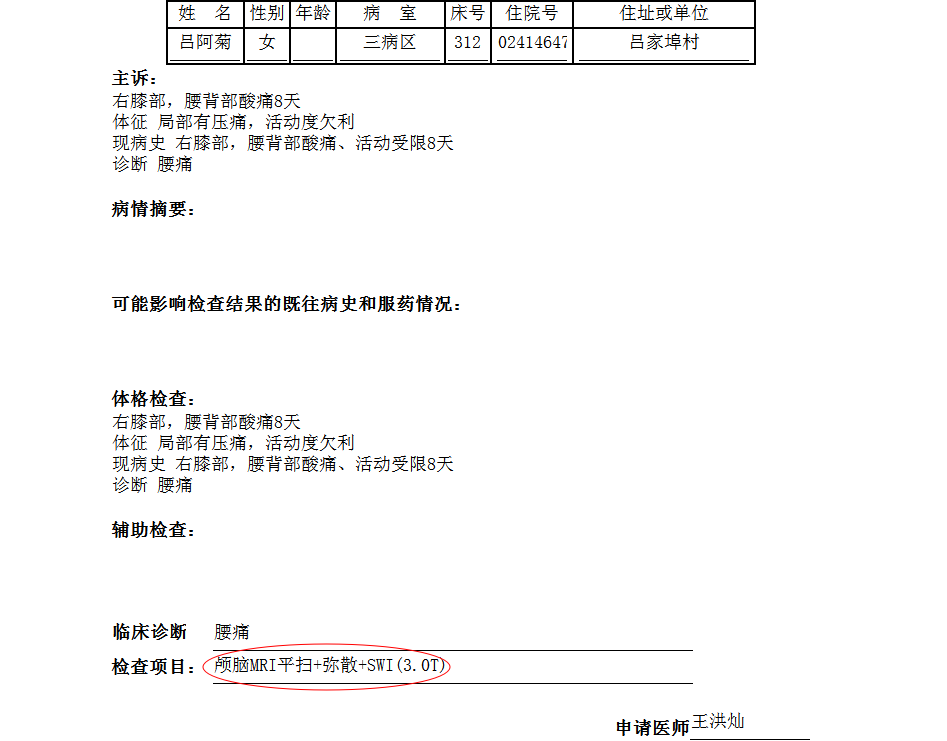 姓 名 性别 年龄 病 室 床号 住院号 住址或单位
吕阿菊 女 三病区 312 02414647 吕家埠村
主诉：
右膝部，腰背部酸痛8天
体征 局部有压痛，活动度欠利
现病史 右膝部，腰背部酸痛、活动受限8天
诊断 腰痛
病情摘要：
可能影响检查结果的既往病史和服药情况：
体格检查：
右膝部，腰背部酸痛8天
体征 局部有压痛，活动度欠利
现病史 右膝部，腰背部酸痛、活动受限8天
诊断 腰痛
辅助检查：
临床诊断 腰痛
检查项目： 颅脑MRI平扫+弥散+SWI(3.0T)
申请医师 王洪灿